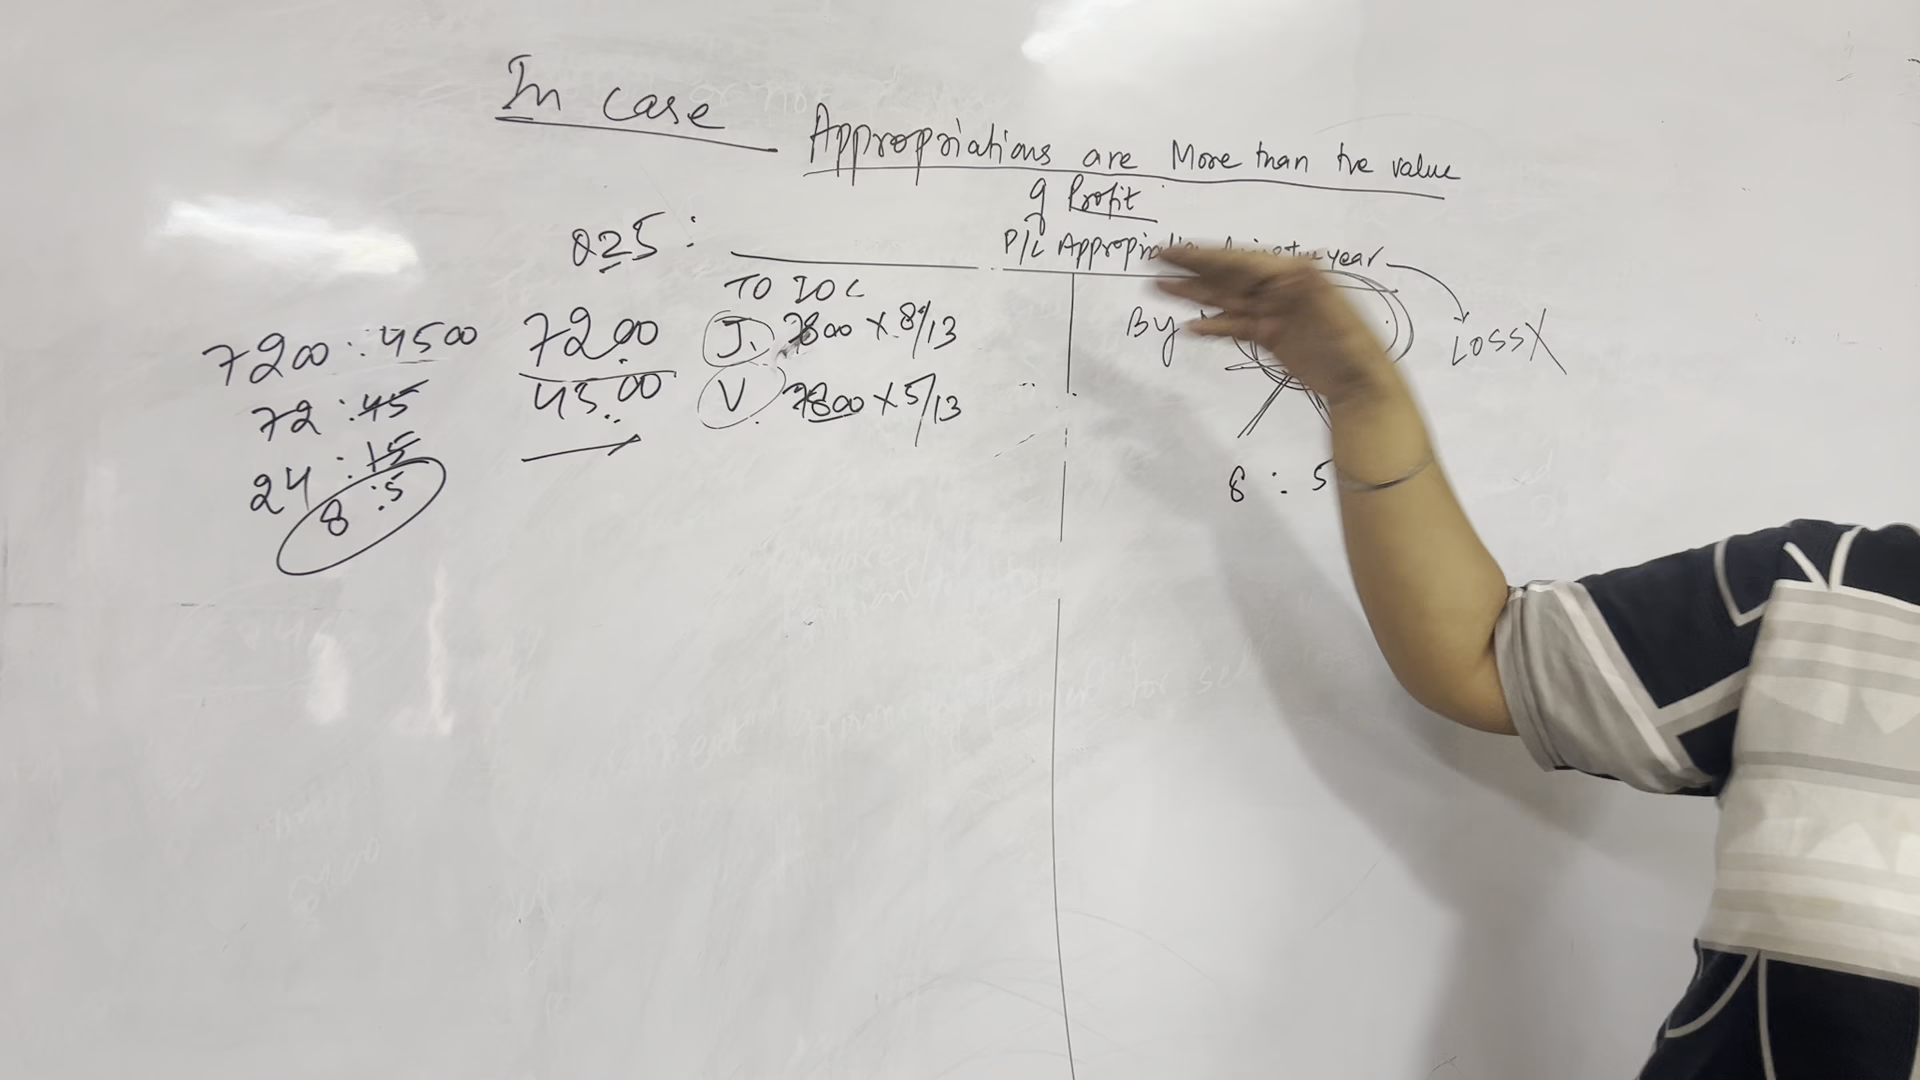 In case Appropriations are More than the value
of Profit
Q25:
P/L Appropriation year
TO IOC
7200 : 4500
7200
J. 7800 × 8/13
By
Loss X
72 : 45
4500
V 7800 × 5/13
24 : 15
8 : 5
8 : 5